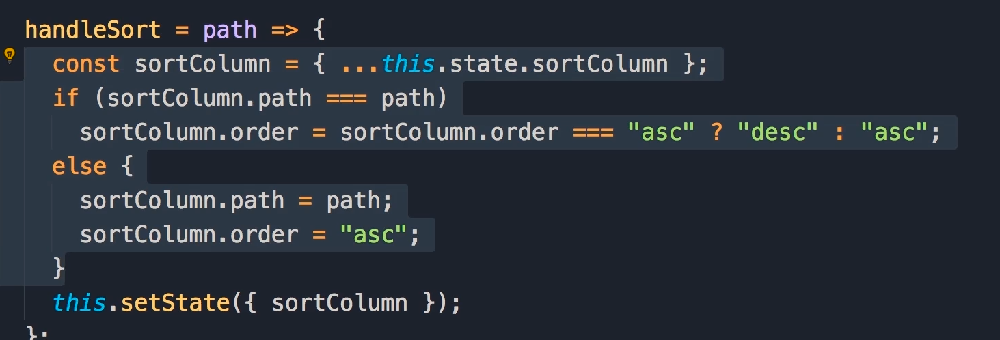 handleSort = path => {
const sortColumn = { ...this.state.sortColumn };
if (sortColumn.path === path)
sortColumn.order = sortColumn.order === "asc" ? "desc" : "asc";
else {
sortColumn.path = path;
sortColumn.order = "asc";
}
this.setState({ sortColumn });
};